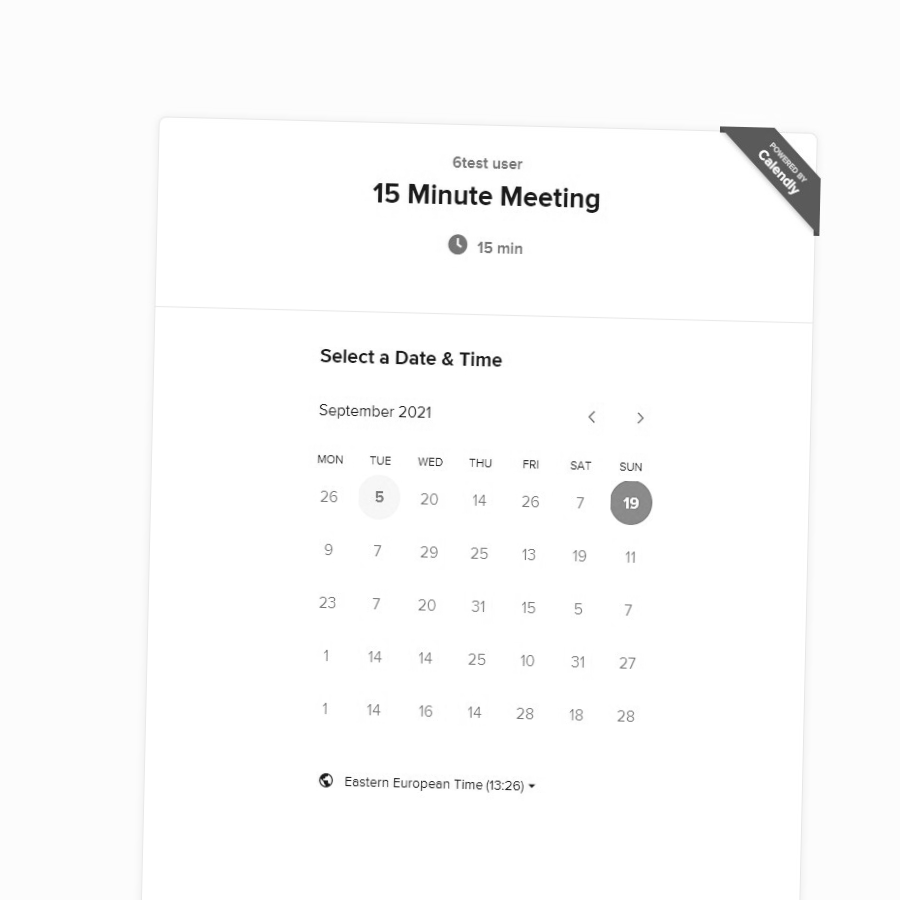 POWERED BY
Calendly
6test user
15 Minute Meeting
15 min
Select a Date & Time
September 2021
MON TUE WED THU FRI SAT SUN
26 5 20 14 26 7 19
9 7 29 25 13 19 11
23 7 20 31 15 5 7
1 14 14 25 10 31 27
1 14 16 14 28 18 28
Eastern European Time (13:26)